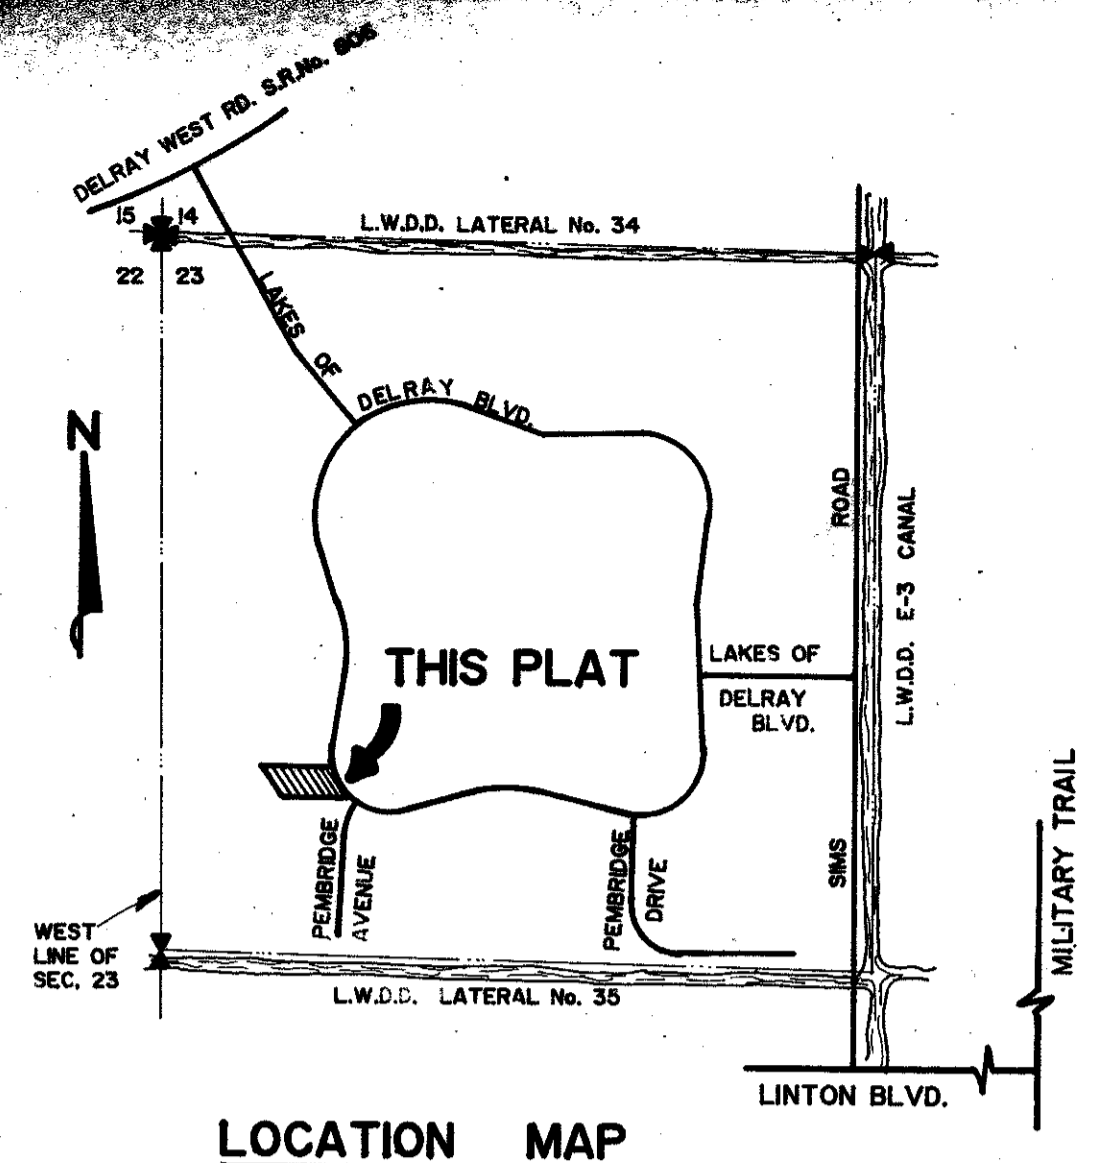 DELRAY WEST RD. S.R.No. 806
15 14
22 23
L.W.D.D. LATERAL No. 34
LAKES OF
DELRAY BLVD.
N
ROAD
L.W.D.D. E-3 CANAL
THIS PLAT
LAKES OF
DELRAY
BLVD.
MILITARY TRAIL
PEMBRIDGE
AVENUE
PEMBRIDGE
DRIVE
SIMS
WEST
LINE OF
SEC. 23
L.W.D.D. LATERAL No. 35
LINTON BLVD.
LOCATION MAP